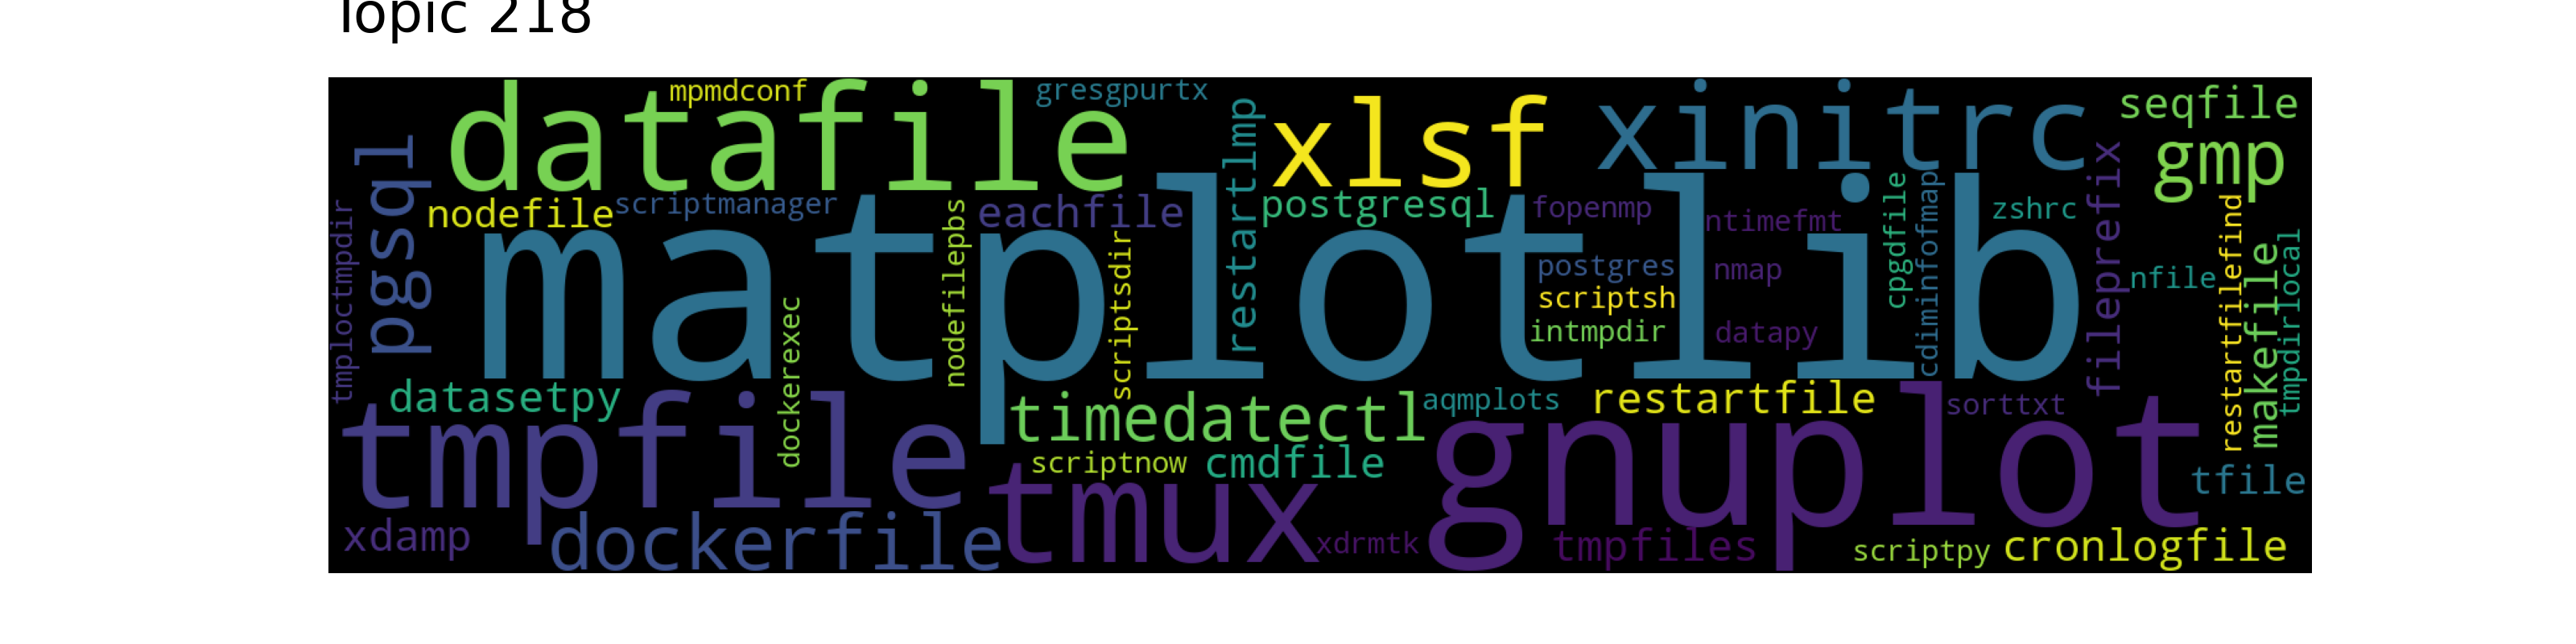 Topic 218
mpmdconf
gresgpurtx
datafile
xlsf
xinitrc
seqfile
gmp
pgsql
restartlmp
nodefile
scriptmanager
eachfile
postgresql
fopenmp
ntimefmt
cpgdfile
cdiminfofmap
zshrc
fileprefix
tmploctmpdir
matplotlib
nodefilepbs
scriptsdir
postgres
nmap
nfile
scriptsh
intmpdir
datapy
restartfilefind
makefile
tmpdirlocal
dockerexec
datasetpy
timedatectl
aqmplots
restartfile
sorttxt
tmpfile
scriptnow
cmdfile
gnuplot
tfile
tmux
xdamp
dockerfile
xdrmtk
tmpfiles
scriptpy
cronlogfile